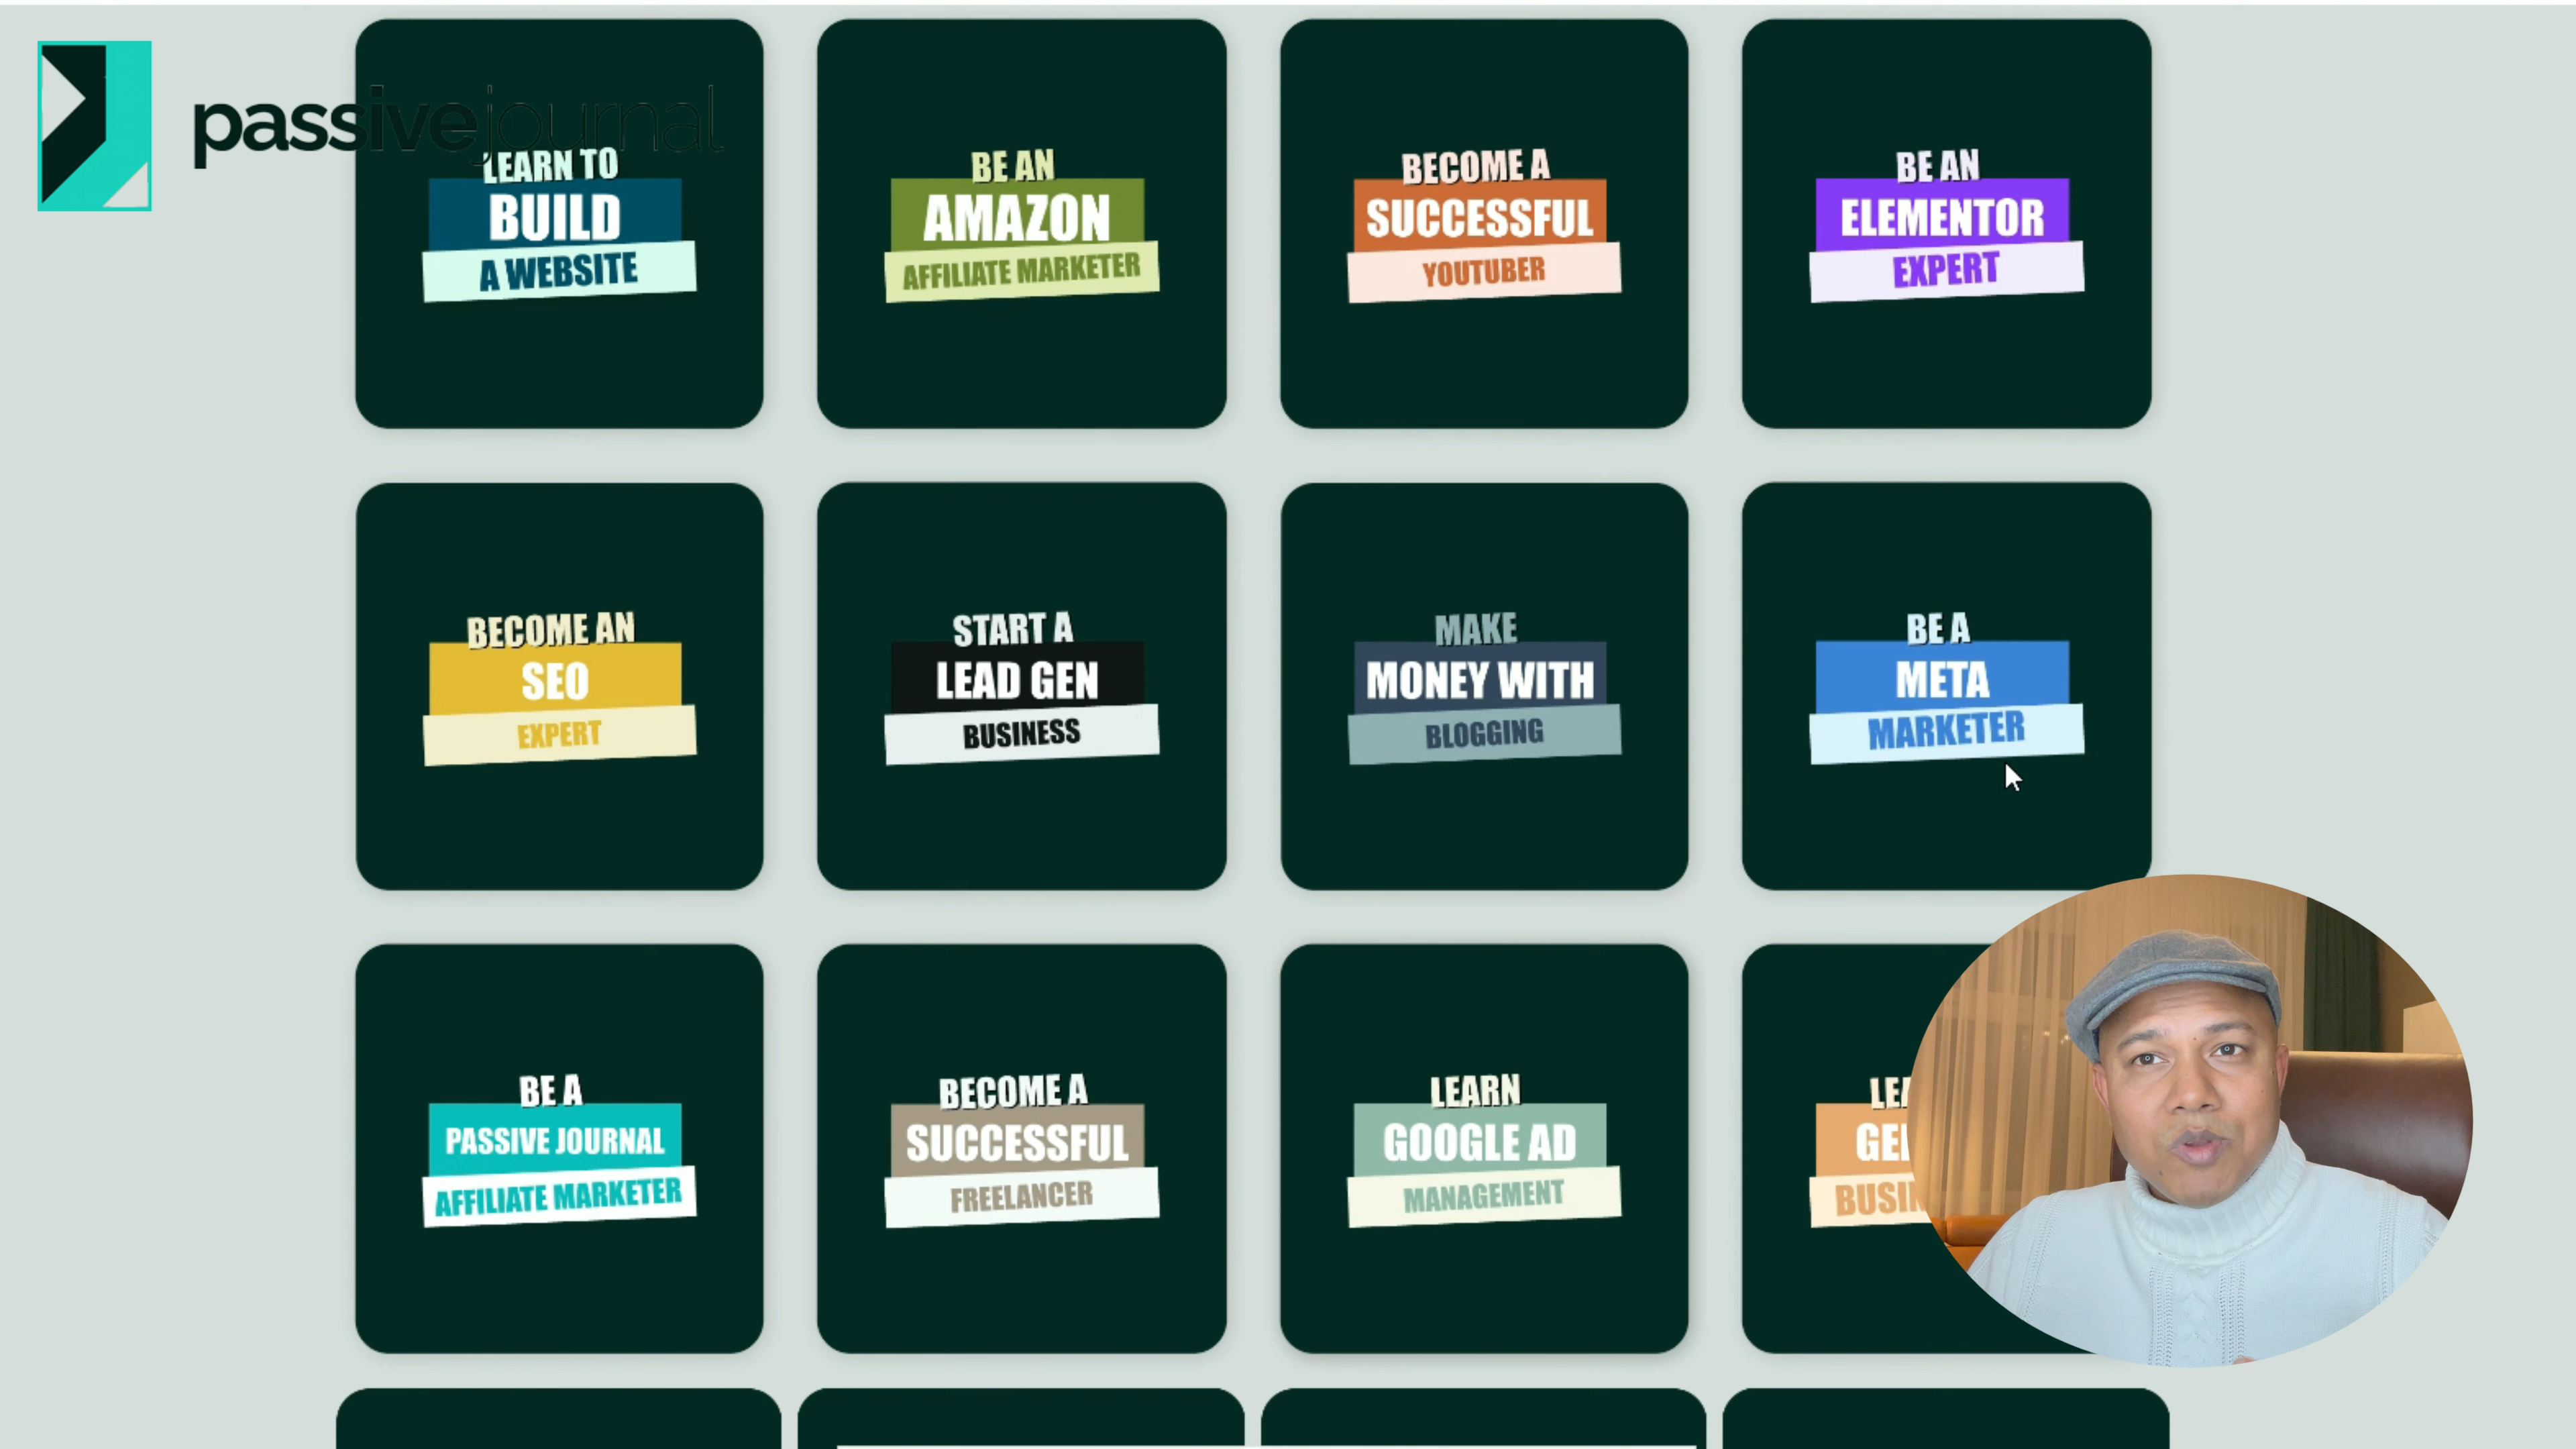 passivejournal
LEARN TO
BUILD
A WEBSITE
BE AN
AMAZON
AFFILIATE MARKETER
BECOME A
SUCCESSFUL
YOUTUBER
BE AN
ELEMENTOR
EXPERT
BECOME AN
SEO
EXPERT
START A
LEAD GEN
BUSINESS
MAKE
MONEY WITH
BLOGGING
BE A
META
MARKETER
BE A
PASSIVE JOURNAL
AFFILIATE MARKETER
BECOME A
SUCCESSFUL
FREELANCER
LEARN
GOOGLE AD
MANAGEMENT